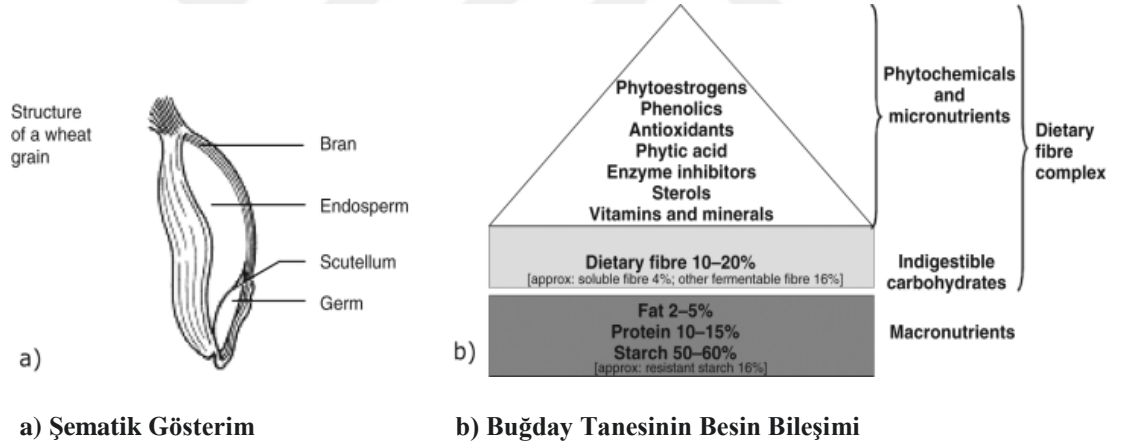 Structure
of a wheat
grain
Bran
Endosperm
Scutellum
Germ
a)
Phytoestrogens
Phenolics
Antioxidants
Phytic acid
Enzyme inhibitors
Sterols
Vitamins and minerals
Phytochemicals
and
micronutrients
Dietary
fibre
complex
Dietary fibre 10–20%
[approx: soluble fibre 4%; other fermentable fibre 16%]
Indigestible
carbohydrates
Fat 2–5%
Protein 10–15%
Starch 50–60%
[approx: resistant starch 16%]
Macronutrients
b)
a) Şematik Gösterim
b) Buğday Tanesinin Besin Bileşimi